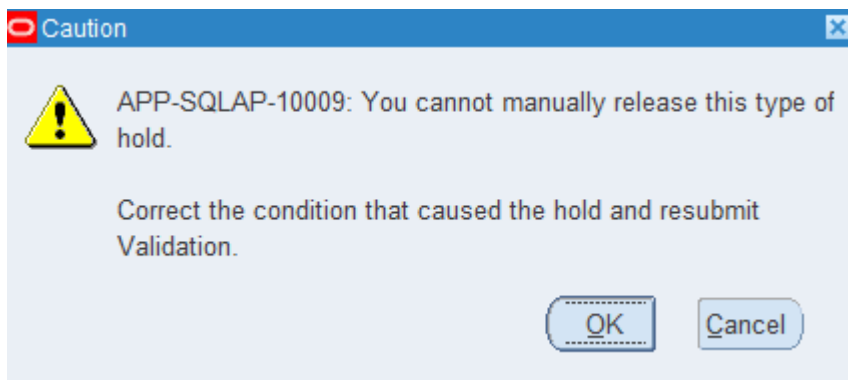 Caution
APP-SQLAP-10009: You cannot manually release this type of
hold.
Correct the condition that caused the hold and resubmit
Validation.
OK
Cancel